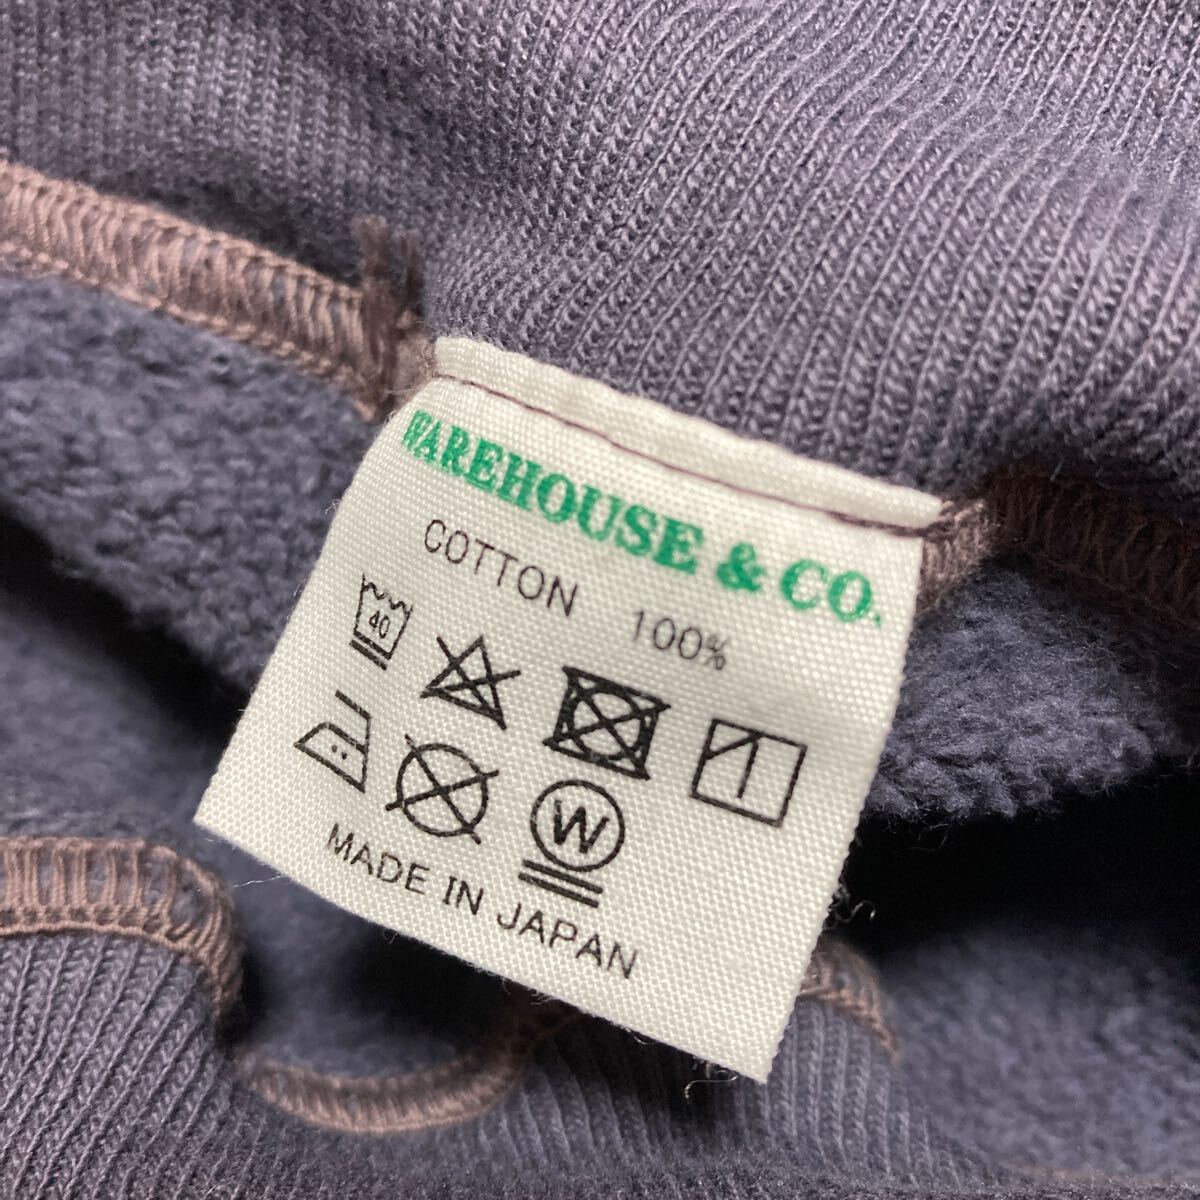 WAREHOUSE & CO.
COTTON 100%
40
W
MADE IN JAPAN